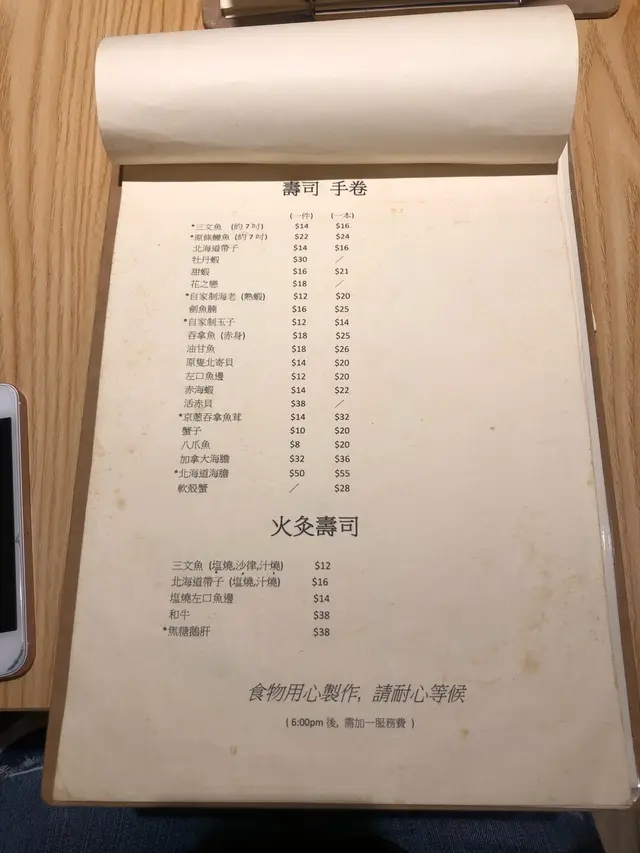 壽司 手卷
(一件) (一本)
*三文魚 (約7吋) $14 $16
*原條鰻魚 (約7吋) $22 $24
北海道帶子 $14 $16
牡丹蝦 $30 /
甜蝦 $16 $21
花之戀 $18 /
*自家制海老 (熟蝦) $12 $20
劍魚腩 $16 $25
*自家制玉子 $12 $14
吞拿魚 (赤身) $18 $25
油甘魚 $18 $26
原隻北寄貝 $14 $20
左口魚邊 $12 $20
赤海蝦 $14 $22
活赤貝 $38 /
*京蔥吞拿魚茸 $14 $32
蟹子 $10 $20
八爪魚 $8 $20
加拿大海膽 $32 $36
*北海道海膽 $50 $55
軟殼蟹 / $28
火灸壽司
三文魚 (塩燒,沙律,汁燒) $12
北海道帶子 (塩燒,汁燒) $16
塩燒左口魚邊 $14
和牛 $38
*焦糖鵝肝 $38
食物用心製作, 請耐心等候
( 6:00pm 後, 需加一服務費 )